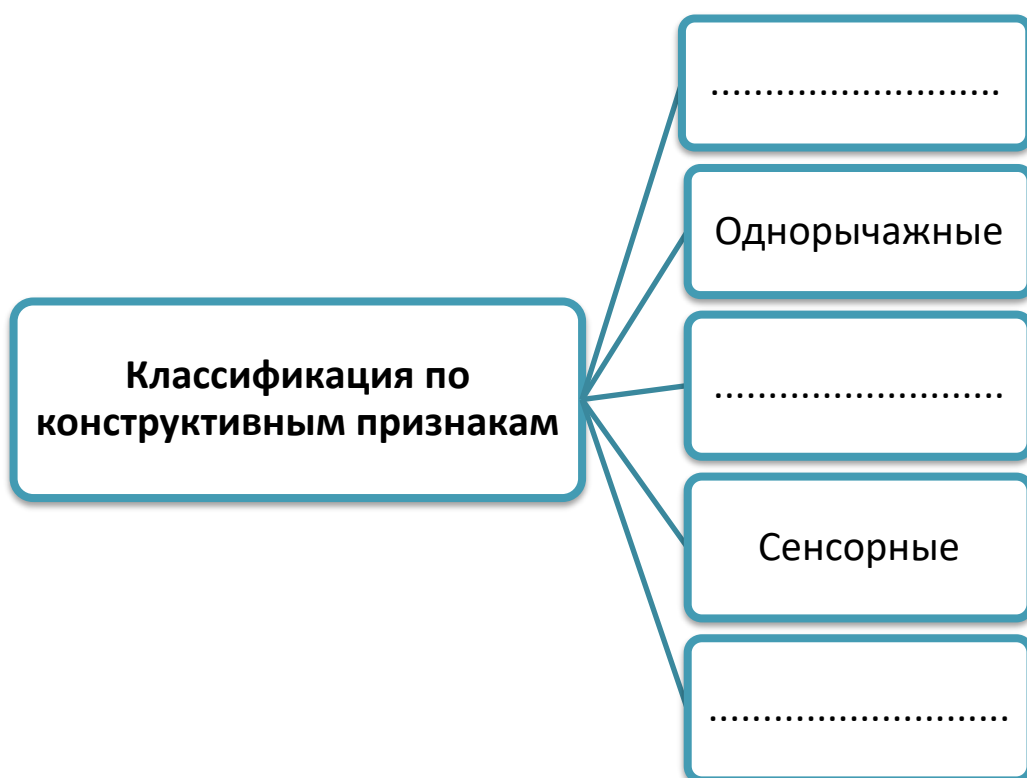 ...........................
Однорычажные
Классификация по
конструктивным признакам
...........................
Сенсорные
............................